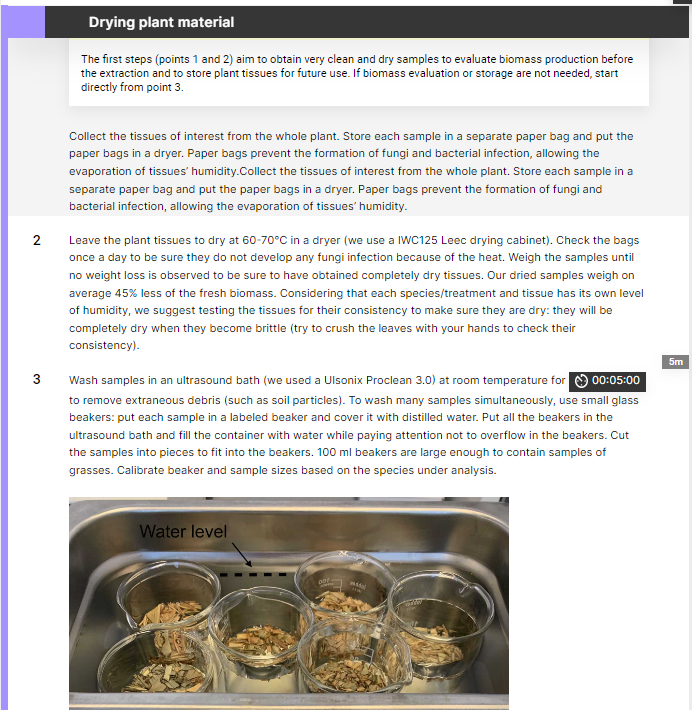 Drying plant material
The first steps (points 1 and 2) aim to obtain very clean and dry samples to evaluate biomass production before
the extraction and to store plant tissues for future use. If biomass evaluation or storage are not needed, start
directly from point 3.
Collect the tissues of interest from the whole plant. Store each sample in a separate paper bag and put the
paper bags in a dryer. Paper bags prevent the formation of fungi and bacterial infection, allowing the
evaporation of tissues' humidity.Collect the tissues of interest from the whole plant. Store each sample in a
separate paper bag and put the paper bags in a dryer. Paper bags prevent the formation of fungi and
bacterial infection, allowing the evaporation of tissues' humidity.
2 Leave the plant tissues to dry at 60-70°C in a dryer (we use a IWC125 Leec drying cabinet). Check the bags
once a day to be sure they do not develop any fungi infection because of the heat. Weigh the samples until
no weight loss is observed to be sure to have obtained completely dry tissues. Our dried samples weigh on
average 45% less of the fresh biomass. Considering that each species/treatment and tissue has its own level
of humidity, we suggest testing the tissues for their consistency to make sure they are dry: they will be
completely dry when they become brittle (try to crush the leaves with your hands to check their
consistency).
5m
3 Wash samples in an ultrasound bath (we used a Ulsonix Proclean 3.0) at room temperature for 00:05:00
to remove extraneous debris (such as soil particles). To wash many samples simultaneously, use small glass
beakers: put each sample in a labeled beaker and cover it with distilled water. Put all the beakers in the
ultrasound bath and fill the container with water while paying attention not to overflow in the beakers. Cut
the samples into pieces to fit into the beakers. 100 ml beakers are large enough to contain samples of
grasses. Calibrate beaker and sample sizes based on the species under analysis.
Water level